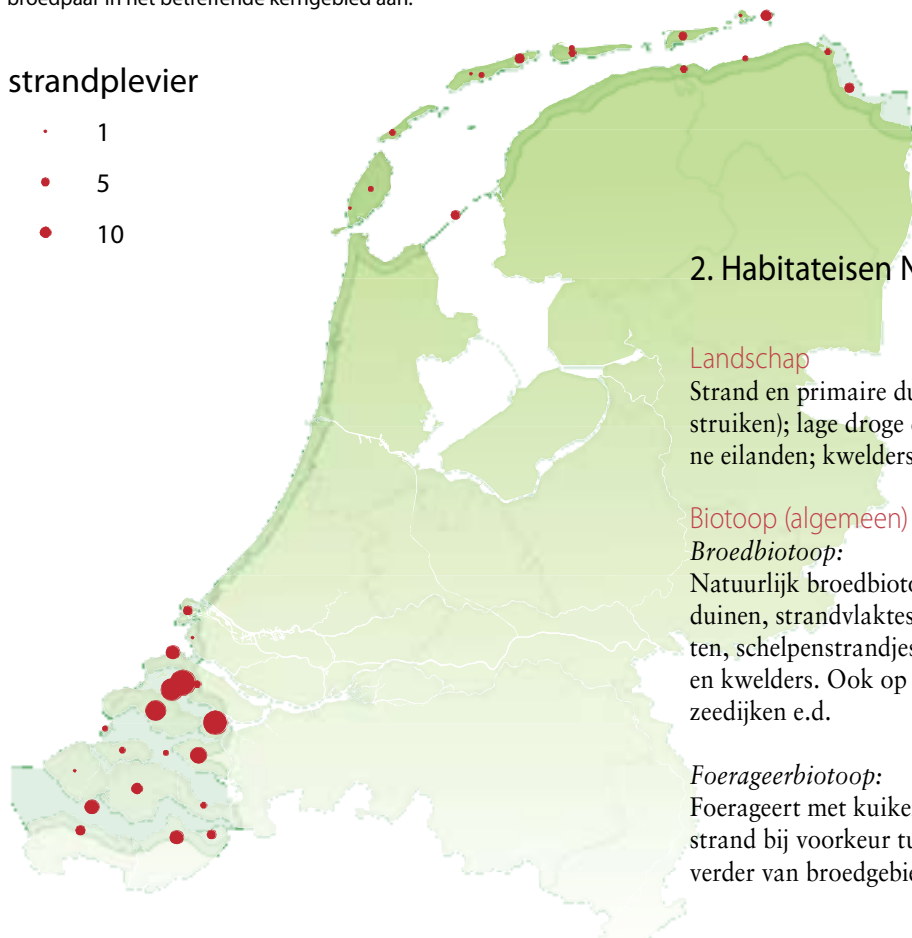 broedpaar in het betreffende kerngebied aan.
strandplevier
1
5
10
2. Habitateisen N
Landschap
Strand en primaire du
struiken); lage droge
ne eilanden; kwelders
Biotoop (algemeen)
Broedbiotoop:
Natuurlijk broedbioto
duinen, strandvlaktes
ten, schelpenstrandjes
en kwelders. Ook op
zeedijken e.d.
Foerageerbiotoop:
Foerageert met kuike
strand bij voorkeur tu
verder van broedgebie